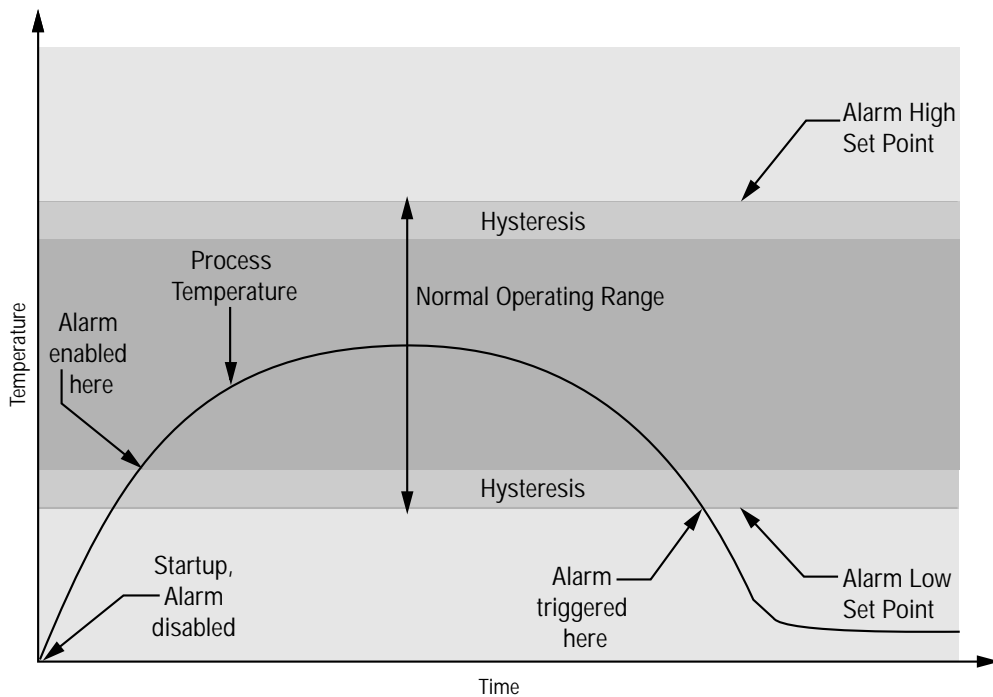 Alarm High
Set Point
Hysteresis
Process
Temperature
Normal Operating Range
Alarm
enabled
here
Temperature
Hysteresis
Startup,
Alarm
disabled
Alarm
triggered
here
Alarm Low
Set Point
Time